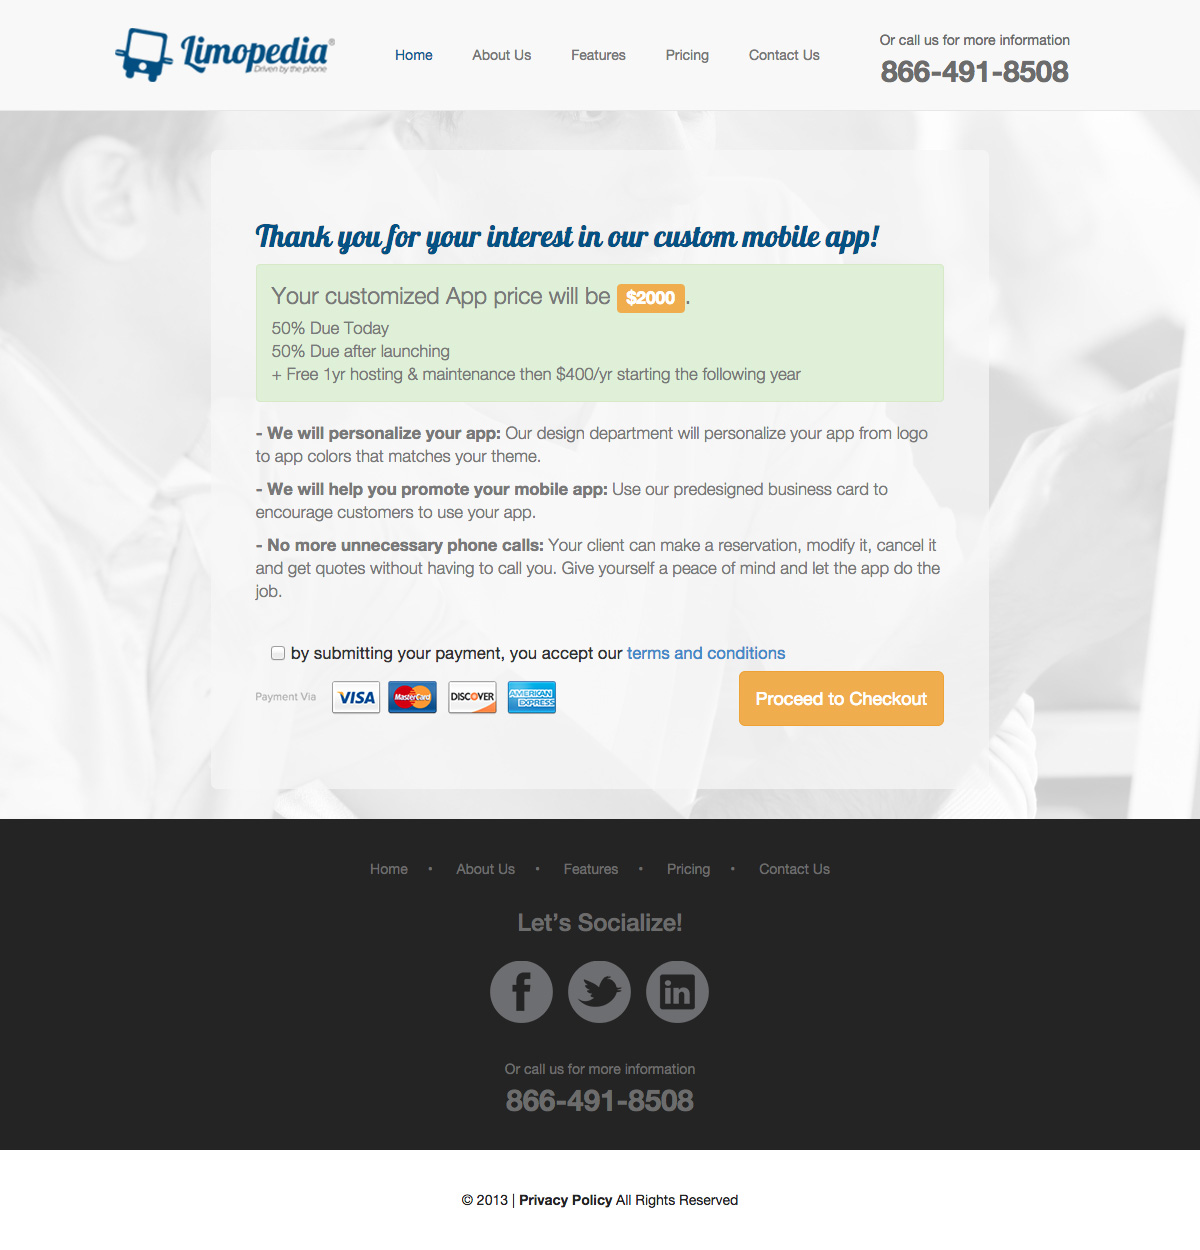 Limopedia®
Driven by the phone
Home
About Us
Features
Pricing
Contact Us
Or call us for more information
866-491-8508
Thank you for your interest in our custom mobile app!
Your customized App price will be $2000.
50% Due Today
50% Due after launching
+ Free 1yr hosting & maintenance then $400/yr starting the following year
- We will personalize your app: Our design department will personalize your app from logo
to app colors that matches your theme.
- We will help you promote your mobile app: Use our predesigned business card to
encourage customers to use your app.
- No more unnecessary phone calls: Your client can make a reservation, modify it, cancel it
and get quotes without having to call you. Give yourself a peace of mind and let the app do the
job.
by submitting your payment, you accept our terms and conditions
Payment Via
VISA
MasterCard
DISCOVER
AMERICAN
EXPRESS
Proceed to Checkout
Home • About Us • Features • Pricing • Contact Us
Let's Socialize!
f
in
Or call us for more information
866-491-8508
© 2013 | Privacy Policy All Rights Reserved